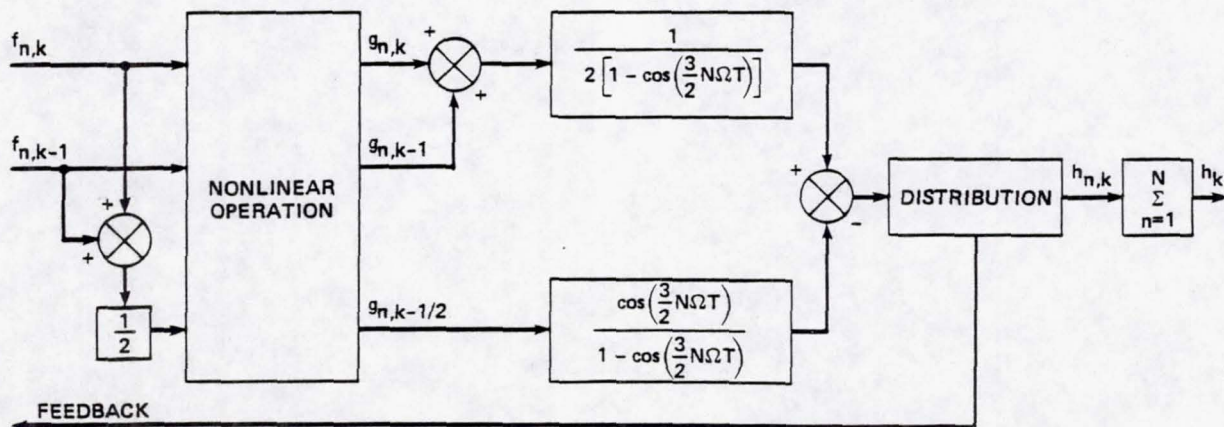 f_{n,k}
f_{n,k-1}
+
+
1/2
NONLINEAR
OPERATION
g_{n,k}
g_{n,k-1}
g_{n,k-1/2}
+
+
1 / 2[1 - cos(3/2 NΩT)]
cos(3/2 NΩT) / 1 - cos(3/2 NΩT)
+
-
DISTRIBUTION
h_{n,k}
N
Σ
n=1
h_k
FEEDBACK